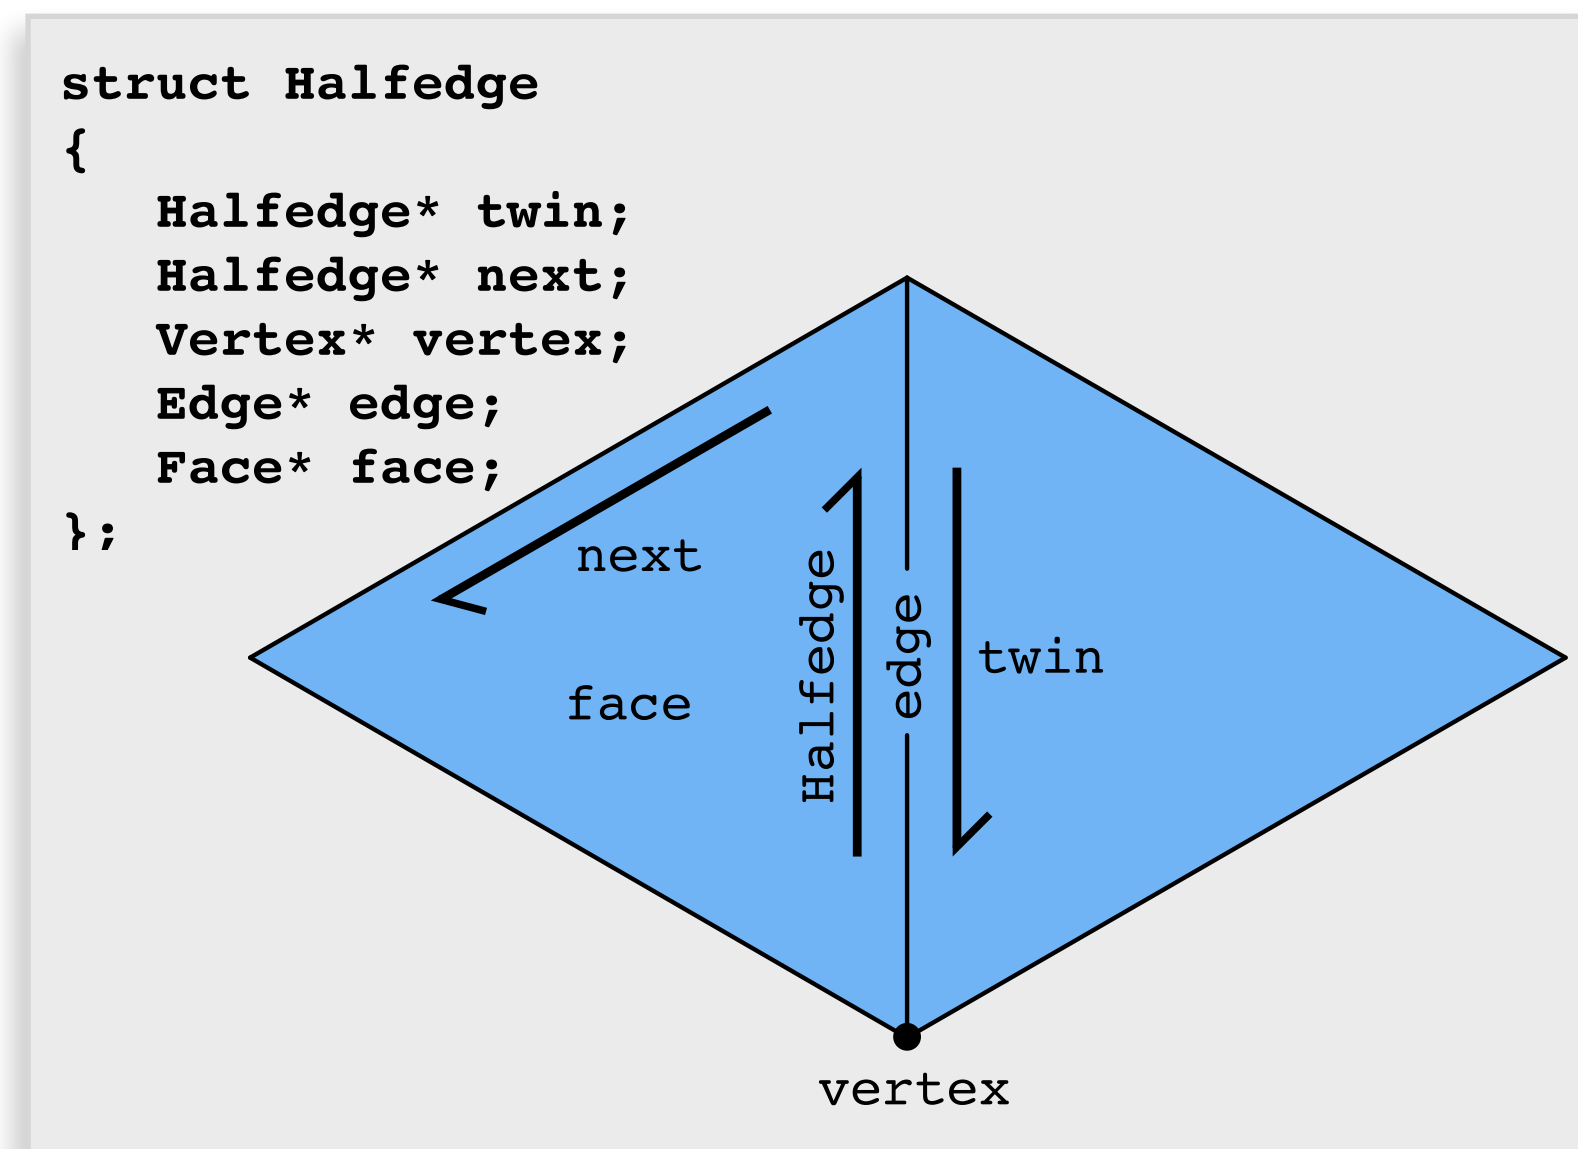 struct Halfedge
{
   Halfedge* twin;
   Halfedge* next;
   Vertex* vertex;
   Edge* edge;
   Face* face;
};
next
face
Halfedge
edge
twin
vertex